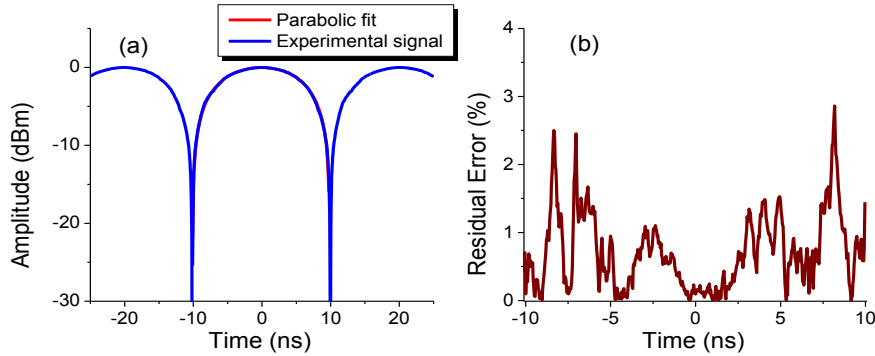 Parabolic fit
Experimental signal
(a)
0
-10
-20
-30
Amplitude (dBm)
-20
-10
0
10
20
Time (ns)
(b)
4
3
2
1
0
Residual Error (%)
-10
-5
0
5
10
Time (ns)